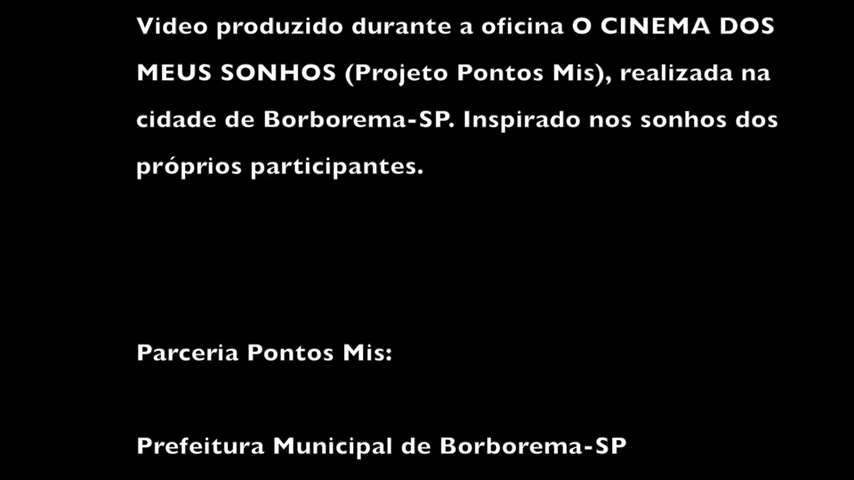 Video produzido durante a oficina O CINEMA DOS
MEUS SONHOS (Projeto Pontos Mis), realizada na
cidade de Borborema-SP. Inspirado nos sonhos dos
próprios participantes.
Parceria Pontos Mis:
Prefeitura Municipal de Borborema-SP